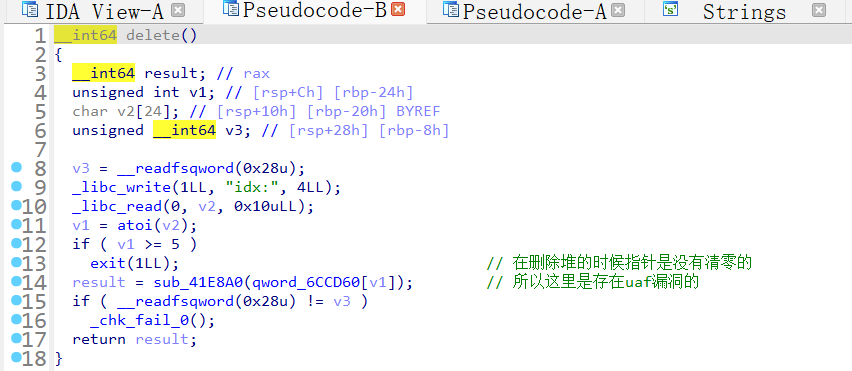 IDA View-A Pseudocode-B Pseudocode-A Strings
1 __int64 delete()
2 {
3 __int64 result; // rax
4 unsigned int v1; // [rsp+Ch] [rbp-24h]
5 char v2[24]; // [rsp+10h] [rbp-20h] BYREF
6 unsigned __int64 v3; // [rsp+28h] [rbp-8h]
7
8 v3 = __readfsqword(0x28u);
9 _libc_write(1LL, "idx:", 4LL);
10 _libc_read(0, v2, 0x10uLL);
11 v1 = atoi(v2);
12 if ( v1 >= 5 )
13 exit(1LL); // 在删除堆的时候指针是没有清零的
14 result = sub_41E8A0(qword_6CCD60[v1]); // 所以这里是存在uaf漏洞的
15 if ( __readfsqword(0x28u) != v3 )
16 _chk_fail_0();
17 return result;
18 }